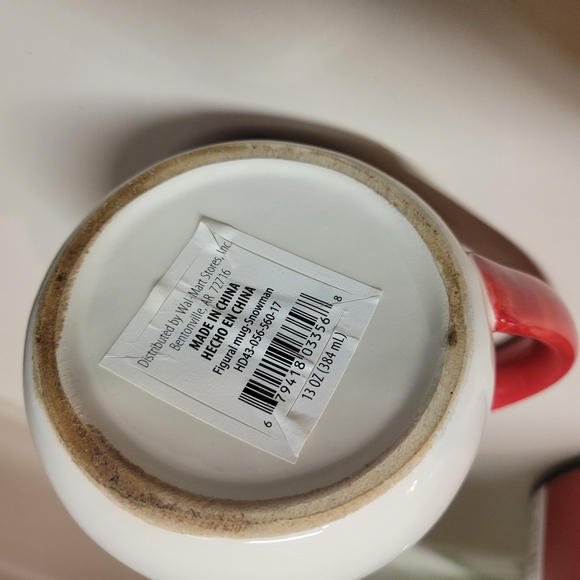 Distributed by Wal-Mart Stores, Inc.
Bentonville, AR 72716
MADE IN CHINA
HECHO EN CHINA
Figural mug-Snowman
HD43-056-560-17
6 79418 03356 8
13 OZ (384 mL)